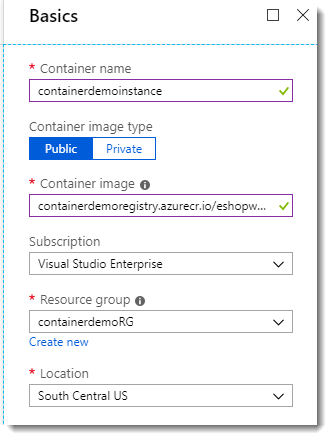 Basics
* Container name
containerdemoinstance
Container image type
Public Private
* Container image
containerdemoregistry.azurecr.io/eshopw...
Subscription
Visual Studio Enterprise
* Resource group
containerdemoRG
Create new
* Location
South Central US